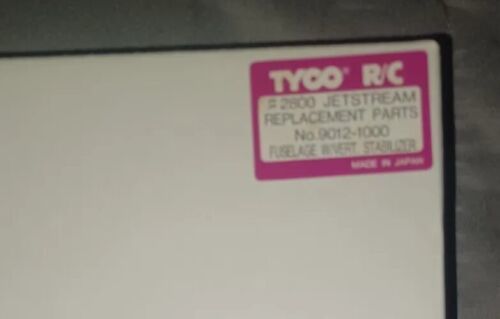 TYCO® R/C
#2800 JETSTREAM
REPLACEMENT PARTS
No.9012-1000
FUSELAGE W/VERT. STABILIZER
MADE IN JAPAN